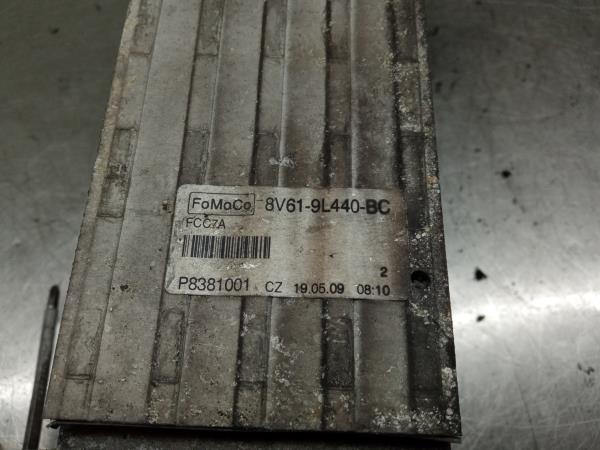 FoMoCo 8V61-9L440-BC
FCC7A
2
P8381001 CZ 19.05.09 08:10